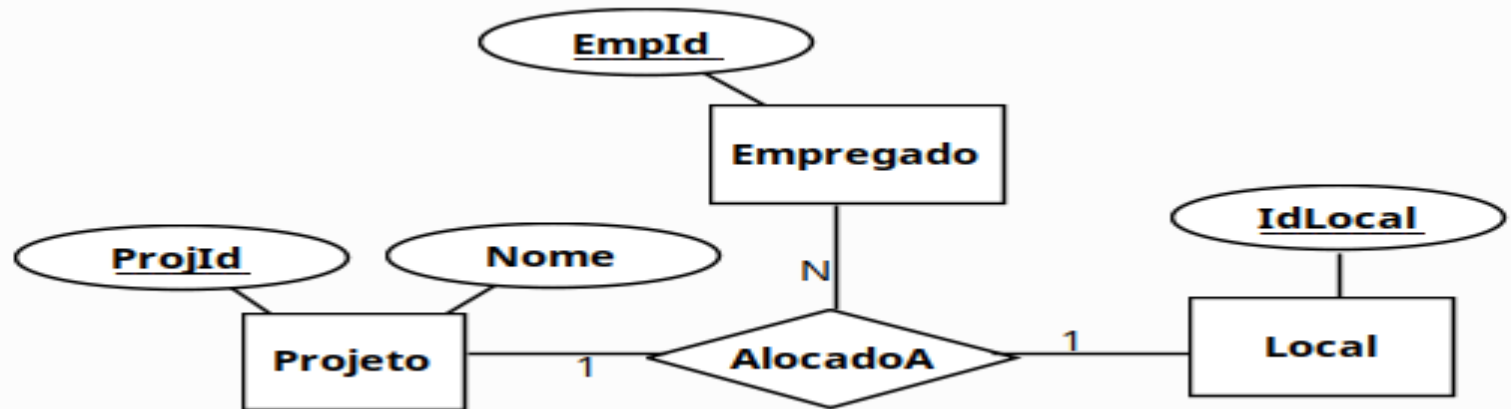 EmpId
Empregado
IdLocal
ProjId
Nome
N
Projeto
1
AlocadoA
1
Local